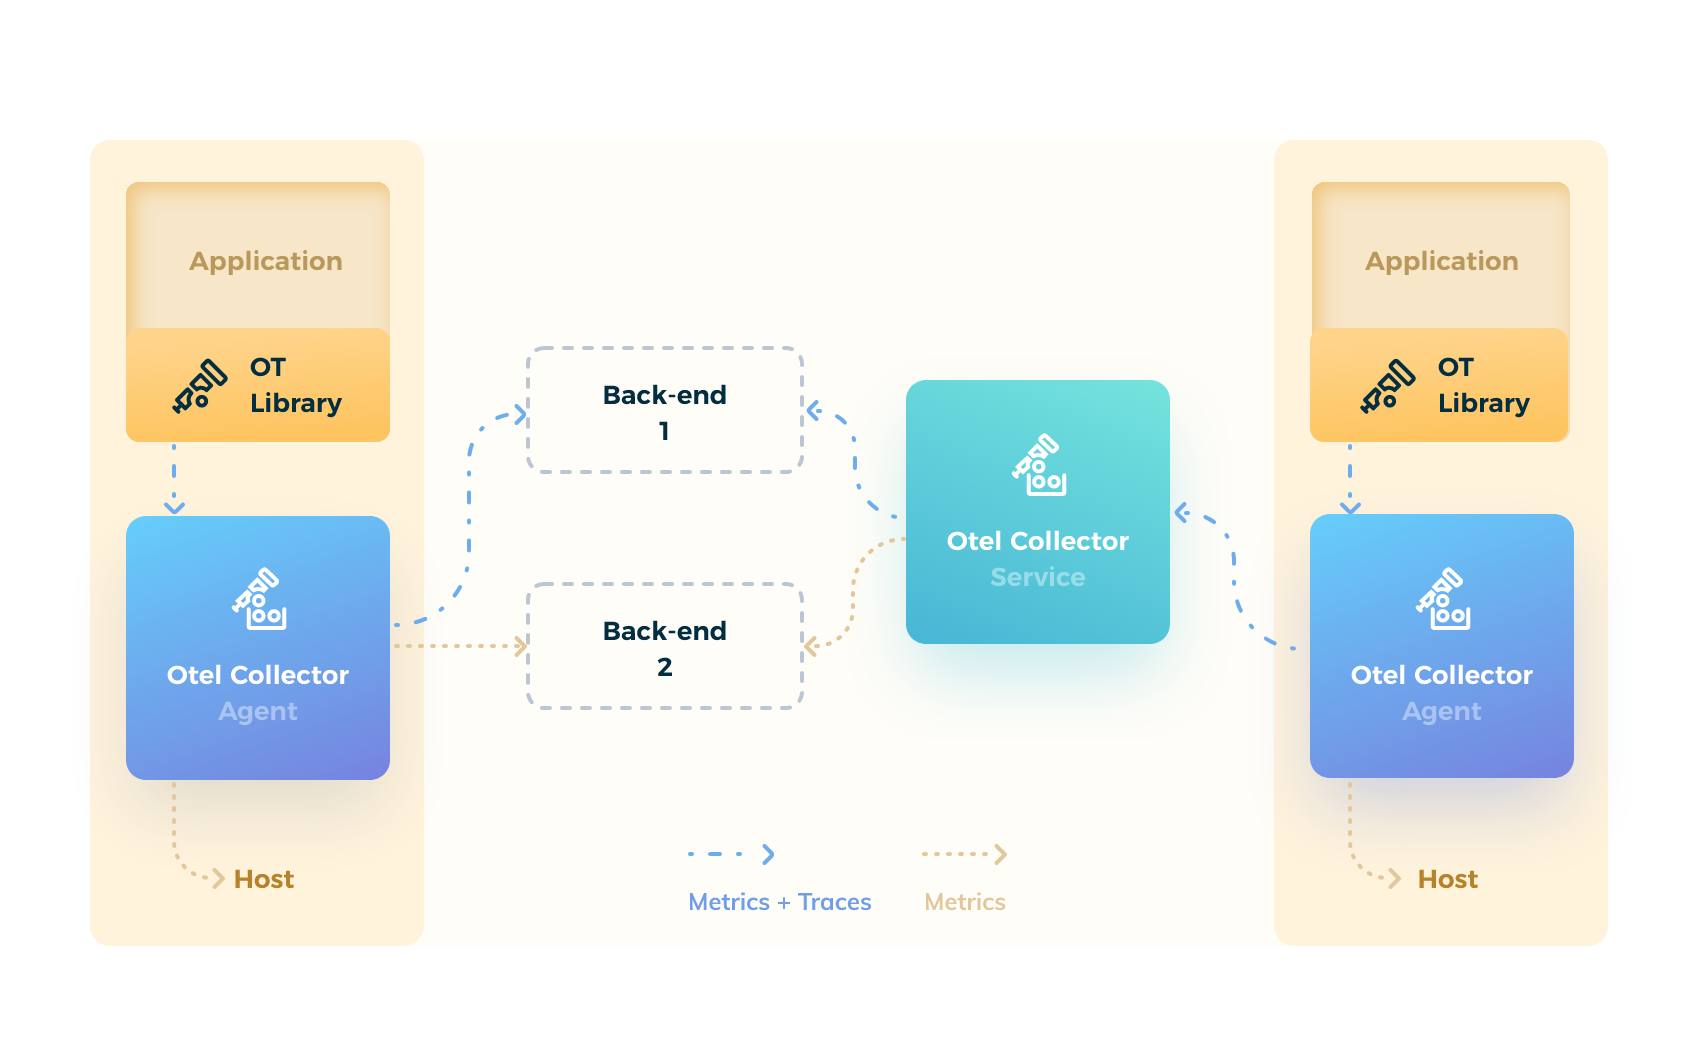 Application
OT
Library
Otel Collector
Agent
Host
Back-end
1
Back-end
2
Otel Collector
Service
Metrics + Traces
Metrics
Application
OT
Library
Otel Collector
Agent
Host